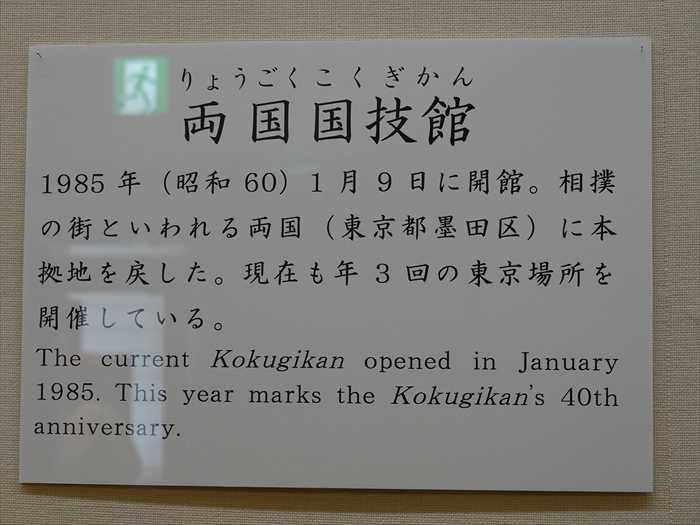 りょうごくこくぎかん
両国国技館
1985年（昭和60）1月9日に開館。相撲
の街といわれる両国（東京都墨田区）に本
拠地を戻した。現在も年3回の東京場所を
開催している。
The current Kokugikan opened in January
1985. This year marks the Kokugikan's 40th
anniversary.